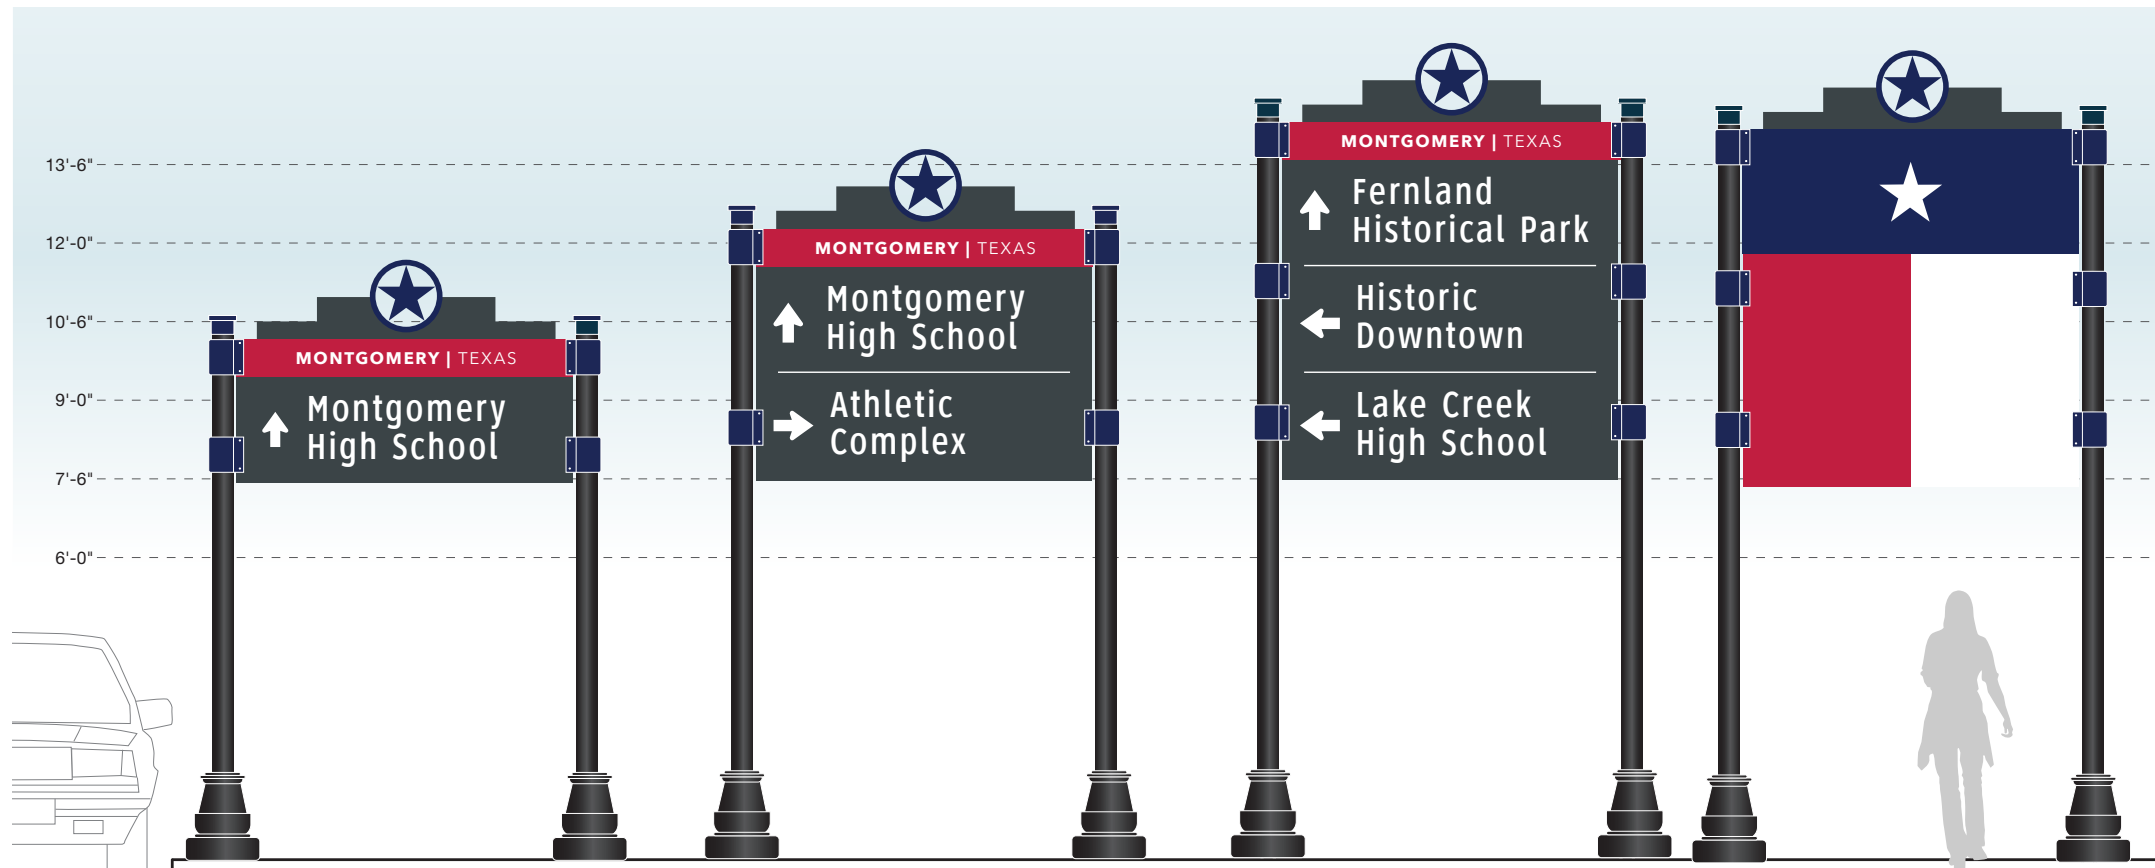 13'-6"
12'-0"
10'-6"
9'-0"
7'-6"
6'-0"
MONTGOMERY | TEXAS
Montgomery
High School
MONTGOMERY | TEXAS
Montgomery
High School
Athletic
Complex
MONTGOMERY | TEXAS
Fernland
Historical Park
Historic
Downtown
Lake Creek
High School